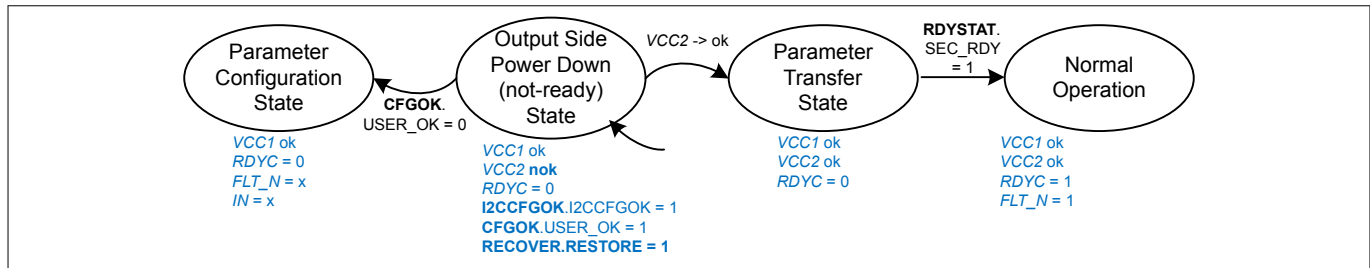 Parameter
Configuration
State
CFGOK.
USER_OK = 0
Output Side
Power Down
(not-ready)
State
VCC2 -> ok
Parameter
Transfer
State
RDYSTAT.
SEC_RDY
= 1
Normal
Operation
VCC1 ok
RDYC = 0
FLT_N = x
IN = x
VCC1 ok
VCC2 nok
RDYC = 0
I2CCFGOK.I2CCFGOK = 1
CFGOK.USER_OK = 1
RECOVER.RESTORE = 1
VCC1 ok
VCC2 ok
RDYC = 0
VCC1 ok
VCC2 ok
RDYC = 1
FLT_N = 1